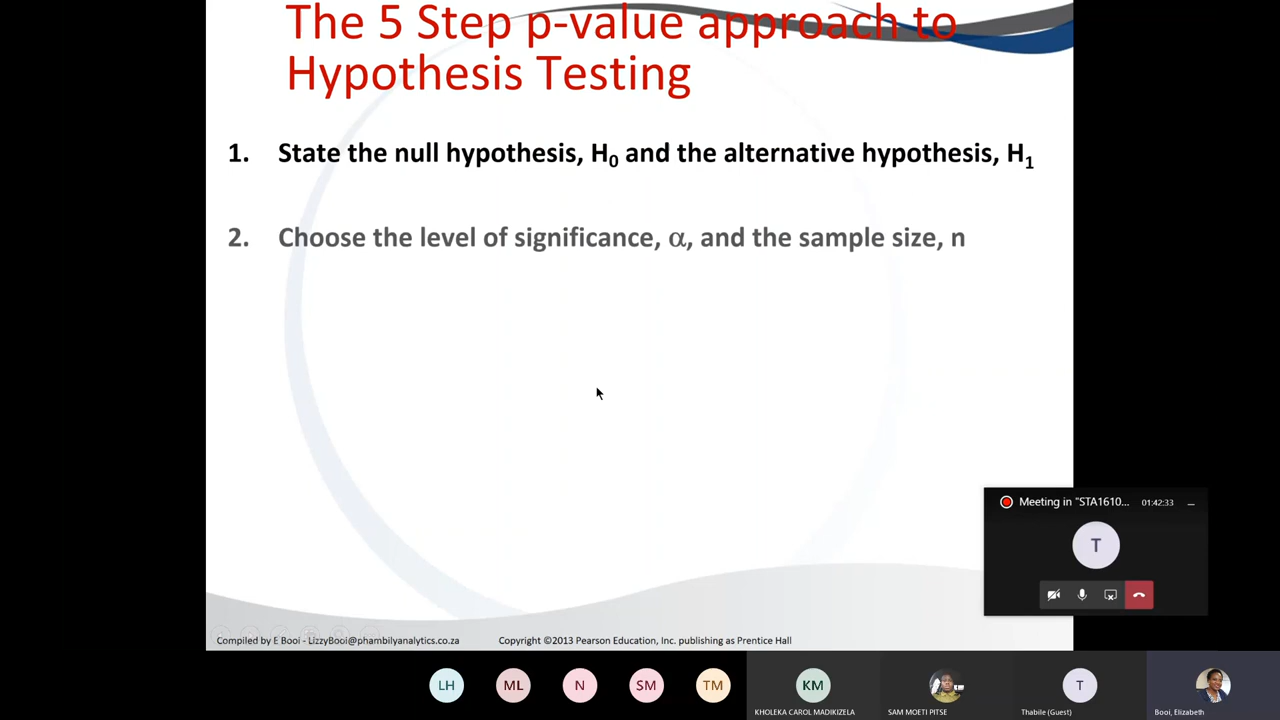 The 5 Step p-value approach to
Hypothesis Testing
1. State the null hypothesis, H0 and the alternative hypothesis, H1
2. Choose the level of significance, α, and the sample size, n
Meeting in "STA1610... 01:42:33
T
Compiled by E Booi - LizzyBooi@phambilyanalytics.co.za Copyright ©2013 Pearson Education, Inc. publishing as Prentice Hall
LH ML N SM TM KM T
KHOLEKA CAROL MADIKIZELA SAM MOETI PITSE Thabile (Guest) Booi, Elizabeth